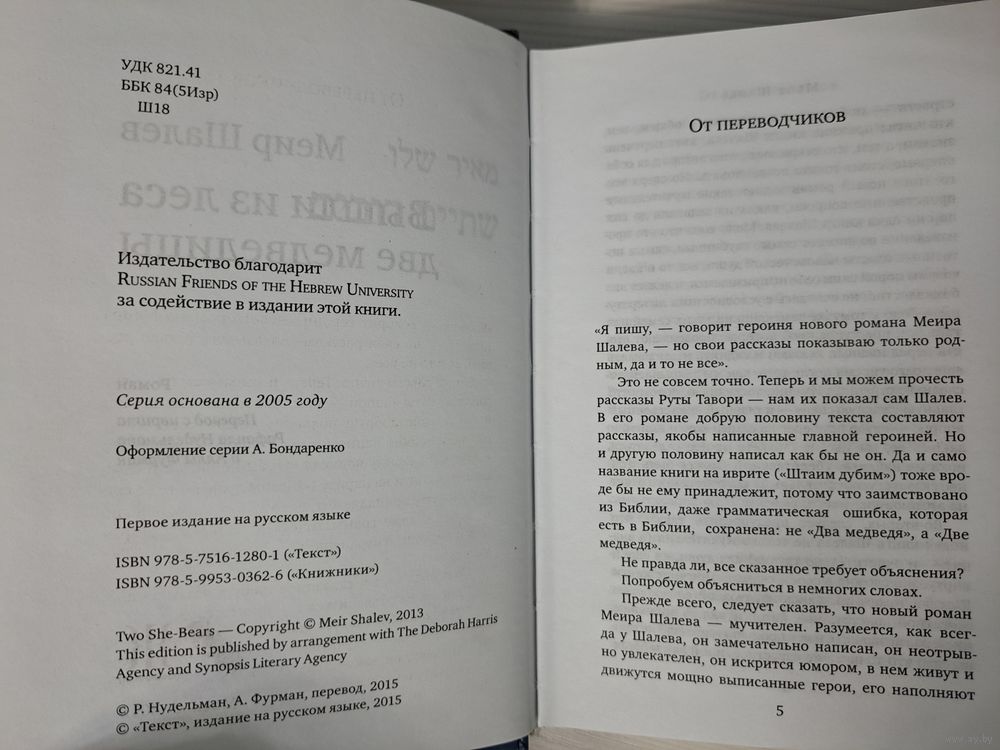 УДК 821.41
ББК 84(5Изр)
Ш18
Издательство благодарит
Russian Friends of the Hebrew University
за содействие в издании этой книги.
Серия основана в 2005 году
Оформление серии А. Бондаренко
Первое издание на русском языке
ISBN 978-5-7516-1280-1 («Текст»)
ISBN 978-5-9953-0362-6 («Книжники»)
Two She-Bears — Copyright © Meir Shalev, 2013
This edition is published by arrangement with The Deborah Harris
Agency and Synopsis Literary Agency
© Р. Нудельман, А. Фурман, перевод, 2015
© «Текст», издание на русском языке, 2015
От переводчиков
«Я пишу, — говорит героиня нового романа Меира
Шалева, — но свои рассказы показываю только род-
ным, да и то не все».
Это не совсем точно. Теперь и мы можем прочесть
рассказы Руты Тавори — нам их показал сам Шалев.
В его романе добрую половину текста составляют
рассказы, якобы написанные главной героиней. Но
и другую половину написал как бы не он. Да и само
название книги на иврите («Штаим дубим») тоже вро-
де бы не ему принадлежит, потому что заимствовано
из Библии, даже грамматическая ошибка, которая
есть в Библии, сохранена: не «Два медведя», а «Две
медведя».
Не правда ли, все сказанное требует объяснения?
Попробуем объясниться в немногих словах.
Прежде всего, следует сказать, что новый роман
Меира Шалева — мучителен. Разумеется, как всег-
да у Шалева, он замечательно написан, он неотрыв-
но увлекателен, он искрится юмором, в нем живут и
движутся мощно выписанные герои, его наполняют
5
www.ay.by